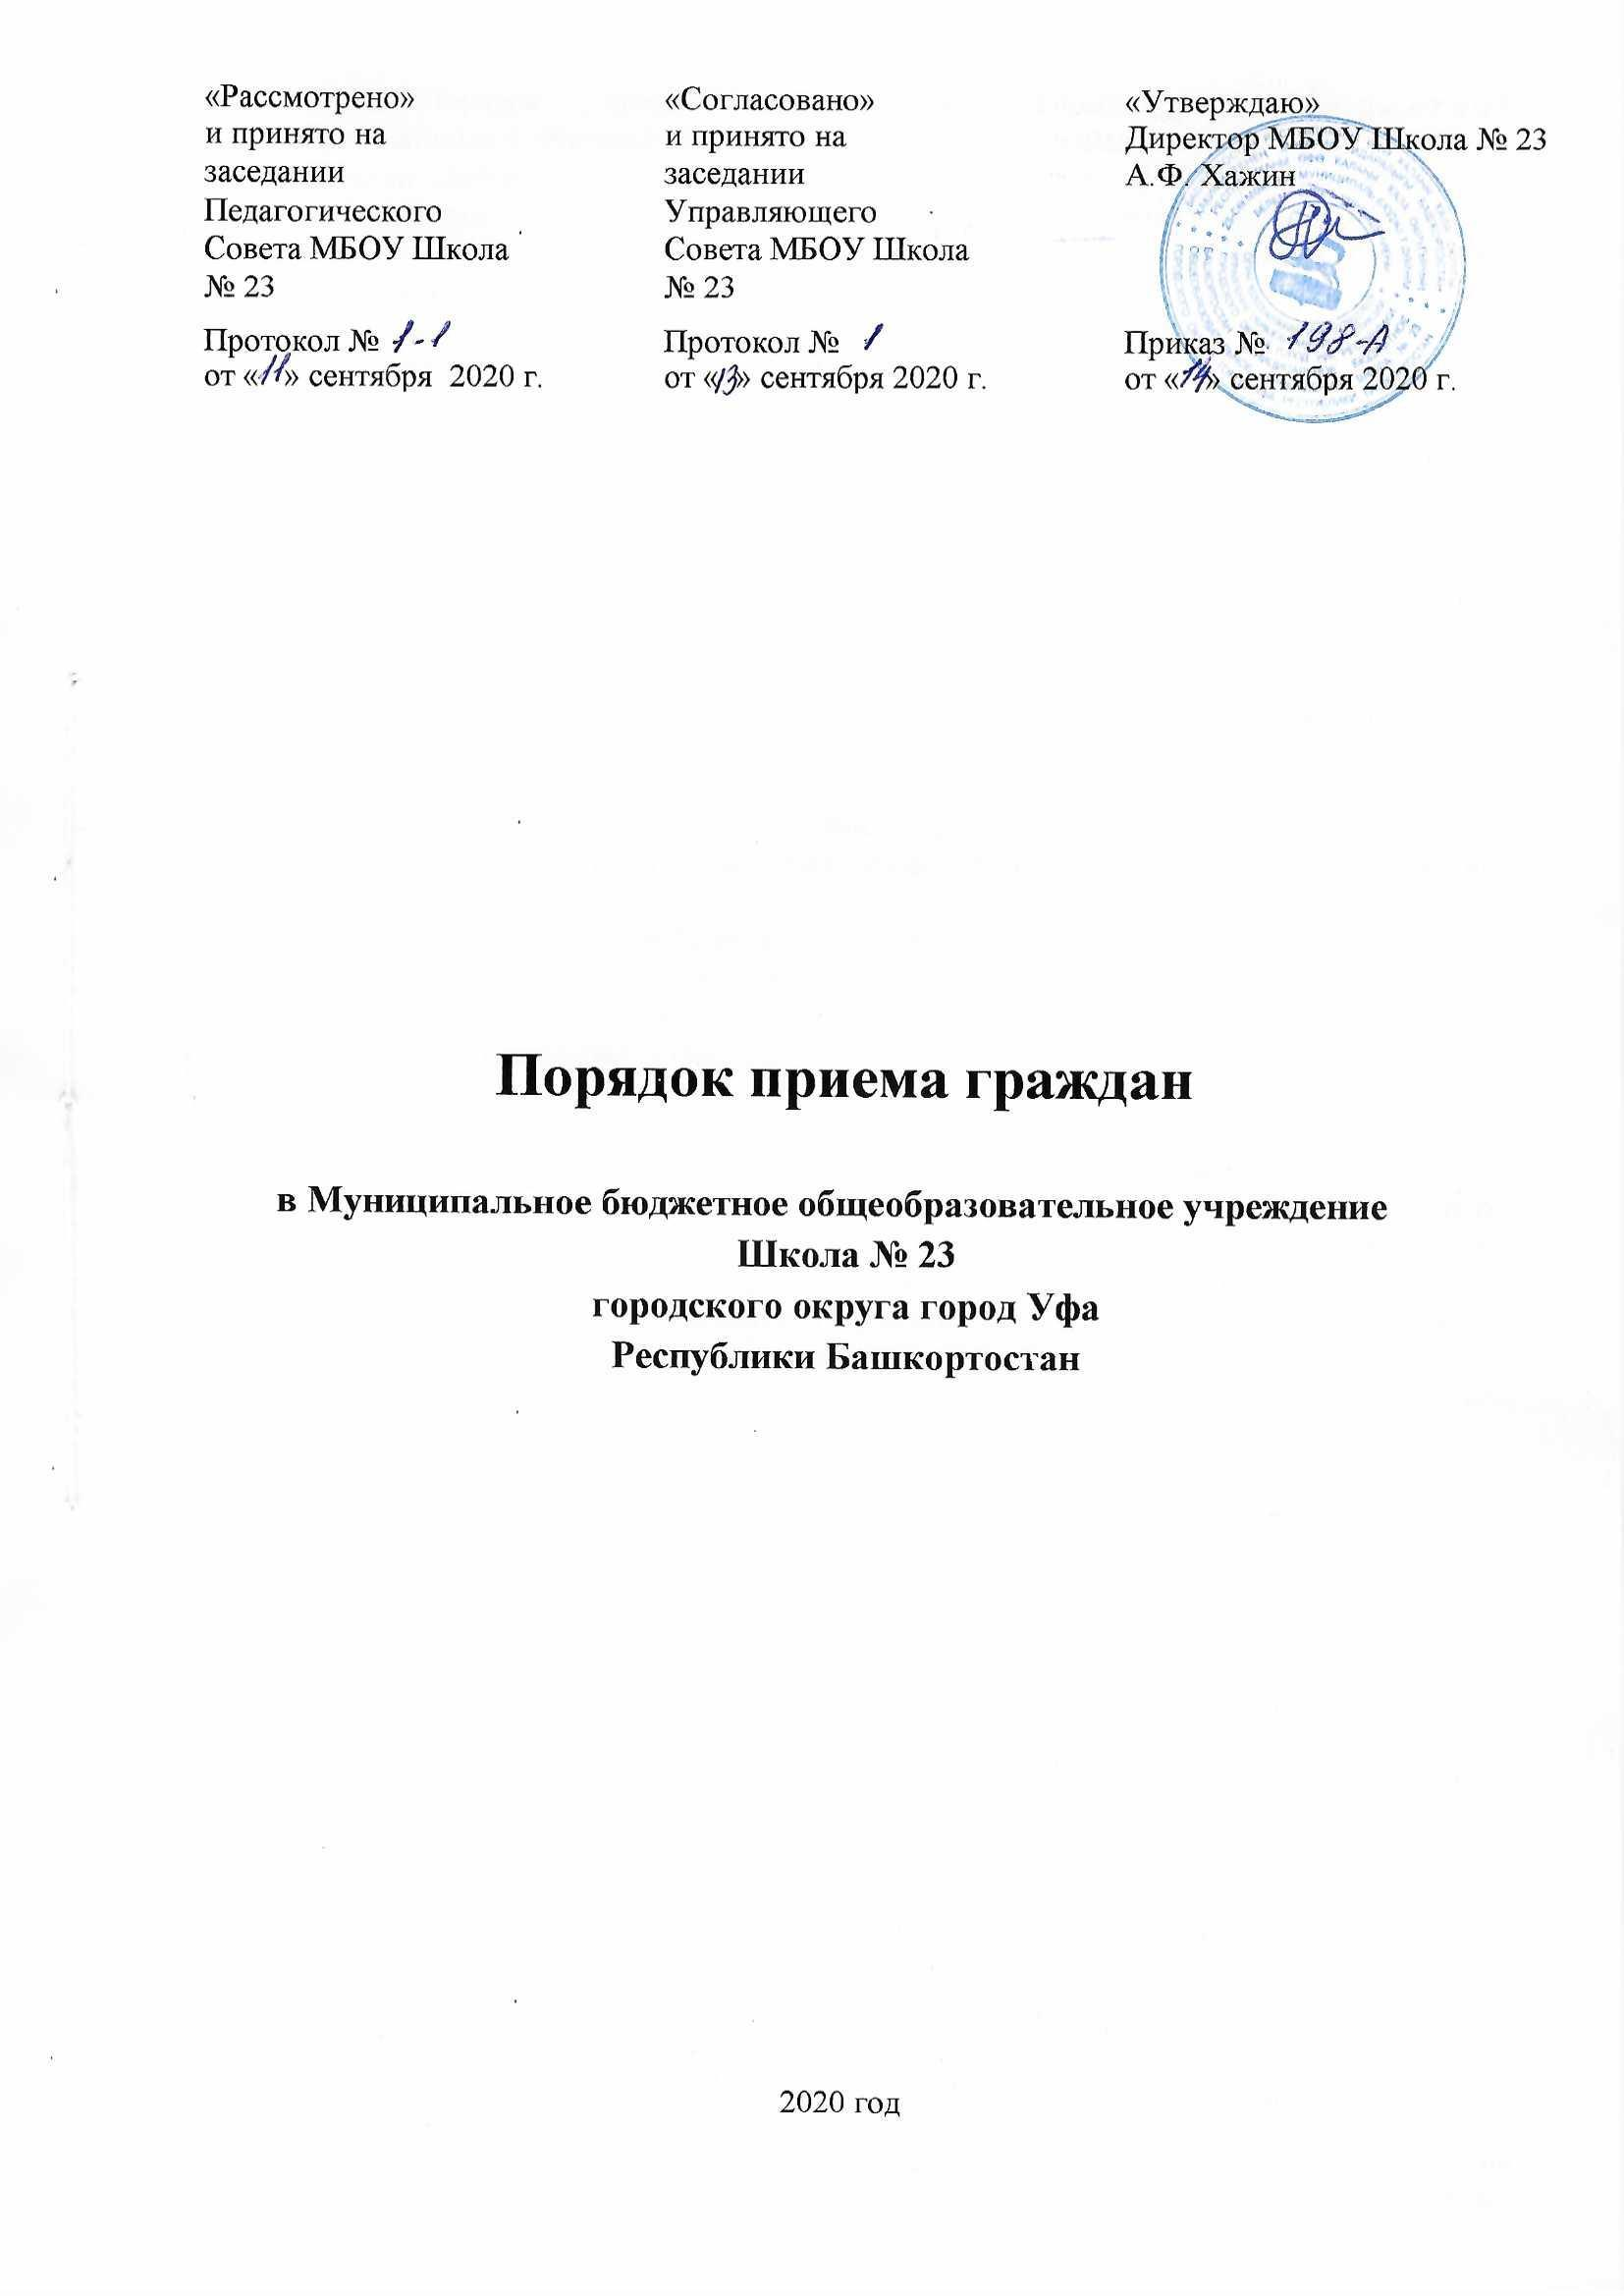 «Рассмотрено»
и принято на
заседании
Педагогического
Совета МБОУ Школа
№ 23
Протокол № 1-1
от «11» сентября 2020 г.
«Согласовано»
и принято на
заседании
Управляющего
Совета МБОУ Школа
№ 23
Протокол № 1
от «13» сентября 2020 г.
«Утверждаю»
Директор МБОУ Школа № 23
А.Ф. Хажин
Приказ № 198-А
от «14» сентября 2020 г.
Порядок приема граждан
в Муниципальное бюджетное общеобразовательное учреждение
Школа № 23
городского округа город Уфа
Республики Башкортостан
2020 год